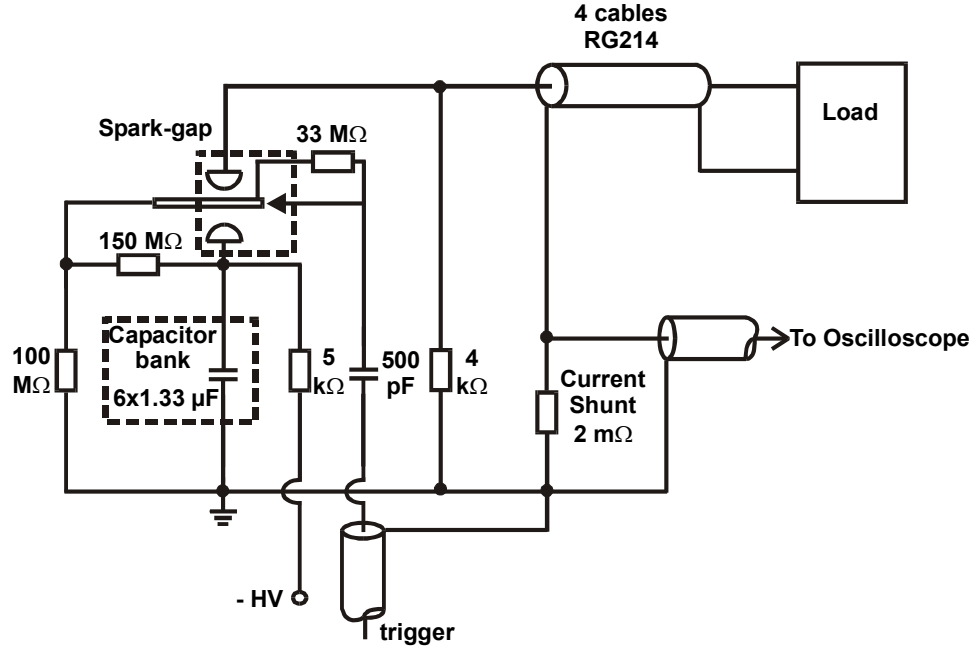 4 cables
RG214
Load
Spark-gap
33 MΩ
150 MΩ
Capacitor
bank
6x1.33 µF
100
MΩ
5
kΩ
500
pF
4
kΩ
Current
Shunt
2 mΩ
To Oscilloscope
- HV
trigger